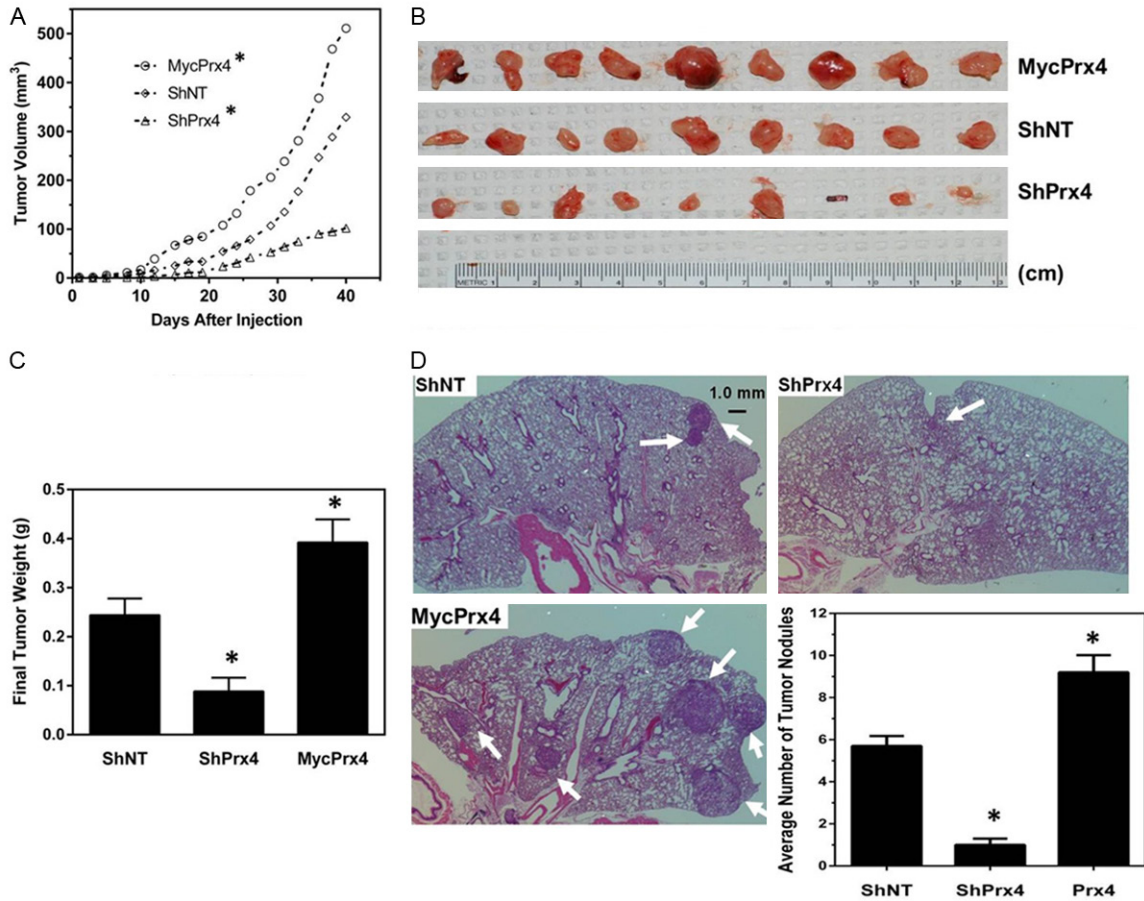 A
Tumor Volume (mm³)
500
400
300
200
100
0
MycPrx4 *
ShNT
ShPrx4 *
0 10 20 30 40
Days After Injection
B
MycPrx4
ShNT
ShPrx4
(cm)
METRIC 1 2 3 4 5 6 7 8 9 10 11 12 13
C
Final Tumor Weight (g)
0.5
0.4
0.3
0.2
0.1
0.0
* *
ShNT ShPrx4 MycPrx4
D
ShNT
1.0 mm
ShPrx4
MycPrx4
Average Number of Tumor Nodules
12
10
8
6
4
2
0
* *
ShNT ShPrx4 Prx4